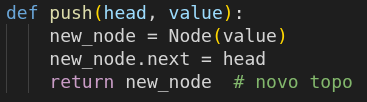 def push(head, value):
    new_node = Node(value)
    new_node.next = head
    return new_node  # novo topo